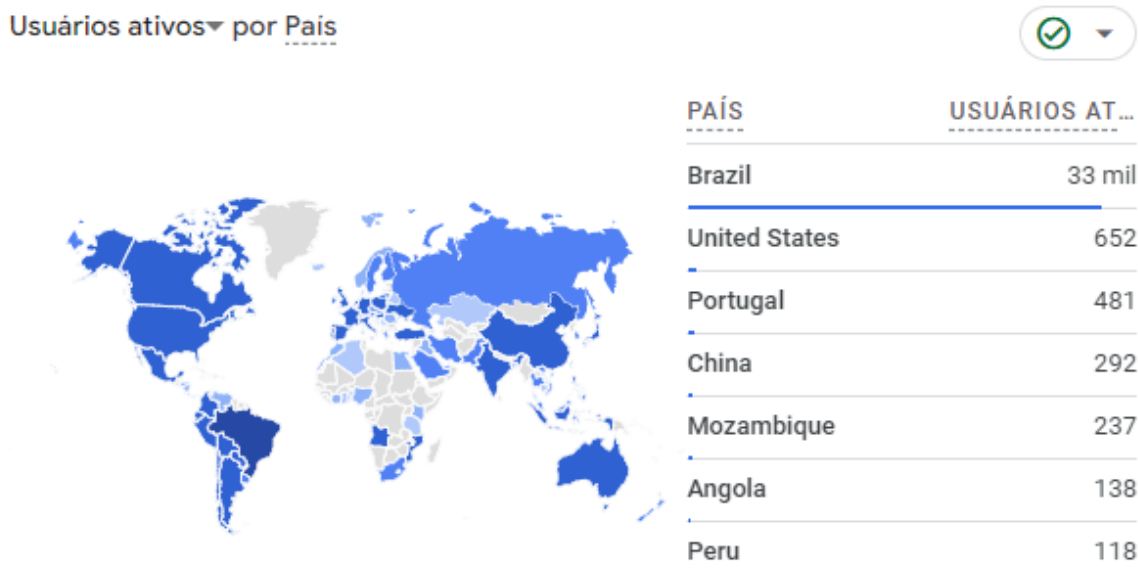 Usuários ativos por País
PAÍS USUÁRIOS AT...
Brazil 33 mil
United States 652
Portugal 481
China 292
Mozambique 237
Angola 138
Peru 118